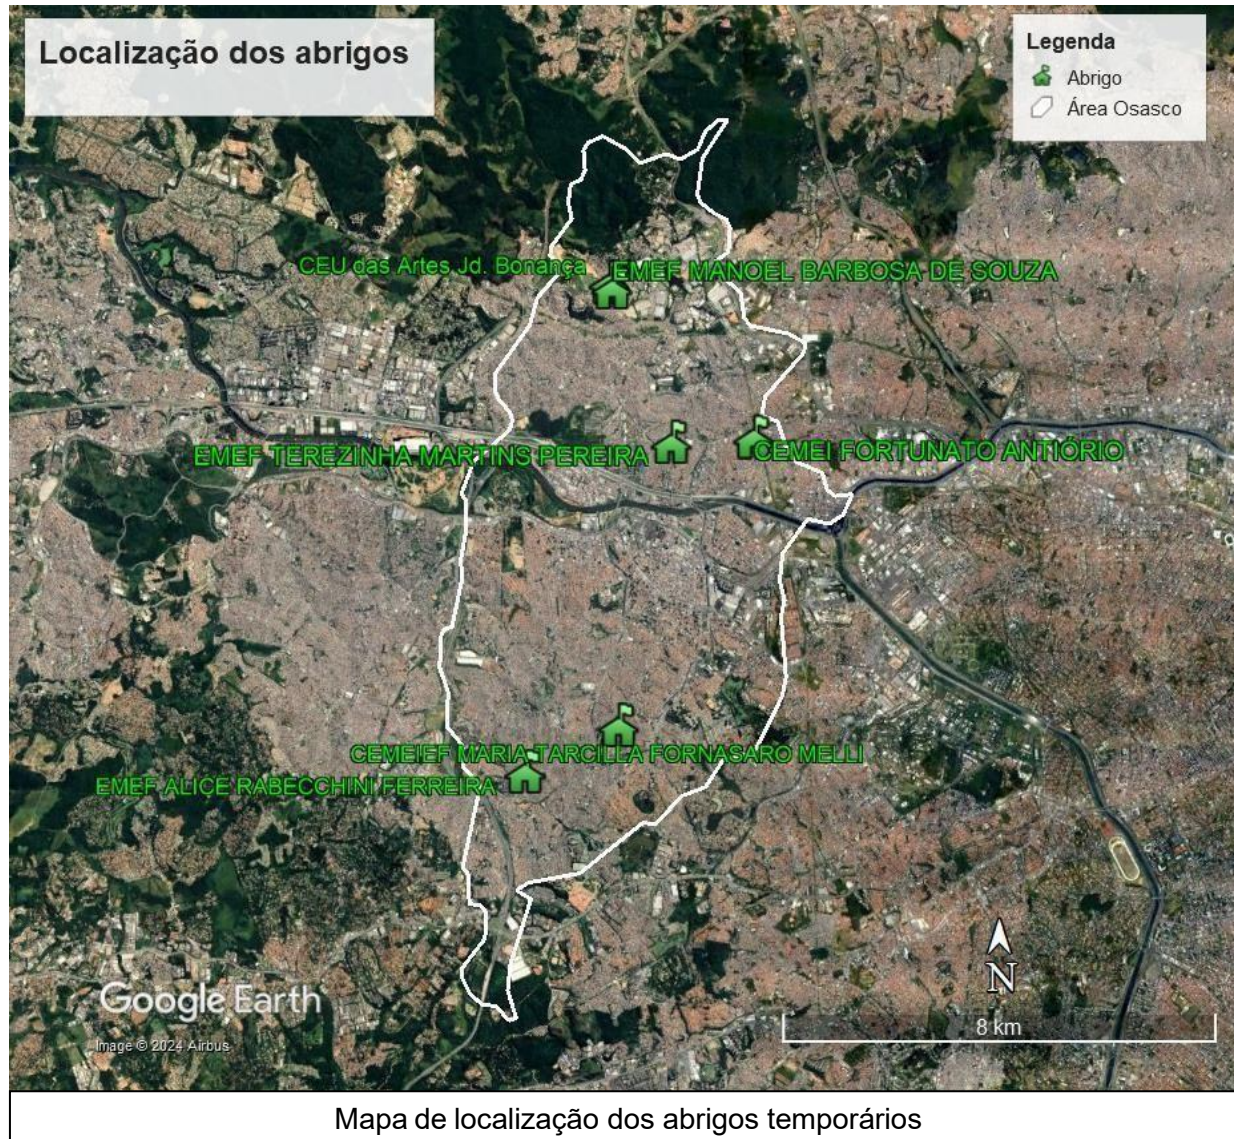 Localização dos abrigos
Legenda
Abrigo
Área Osasco
CEU das Artes Jd. Bonança
EMEF MANOEL BARBOSA DE SOUZA
EMEF TEREZINHA MARTINS PEREIRA
CEMEI FORTUNATO ANTIÓRIO
CEMEIEF MARIA TARCILLA FORNASARO MELLI
EMEF ALICE RABECCHINI FERREIRA
N
Google Earth
8 km
Image © 2024 Airbus
Mapa de localização dos abrigos temporários